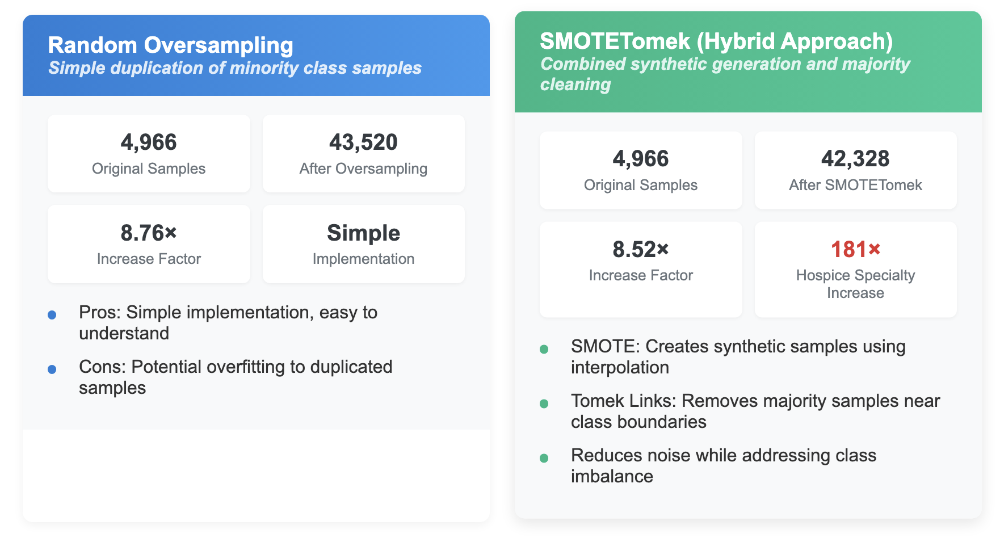 Random Oversampling
Simple duplication of minority class samples
4,966
Original Samples
43,520
After Oversampling
8.76×
Increase Factor
Simple
Implementation
Pros: Simple implementation, easy to
understand
Cons: Potential overfitting to duplicated
samples
SMOTETomek (Hybrid Approach)
Combined synthetic generation and majority
cleaning
4,966
Original Samples
42,328
After SMOTETomek
8.52×
Increase Factor
181×
Hospice Specialty
Increase
SMOTE: Creates synthetic samples using
interpolation
Tomek Links: Removes majority samples near
class boundaries
Reduces noise while addressing class
imbalance